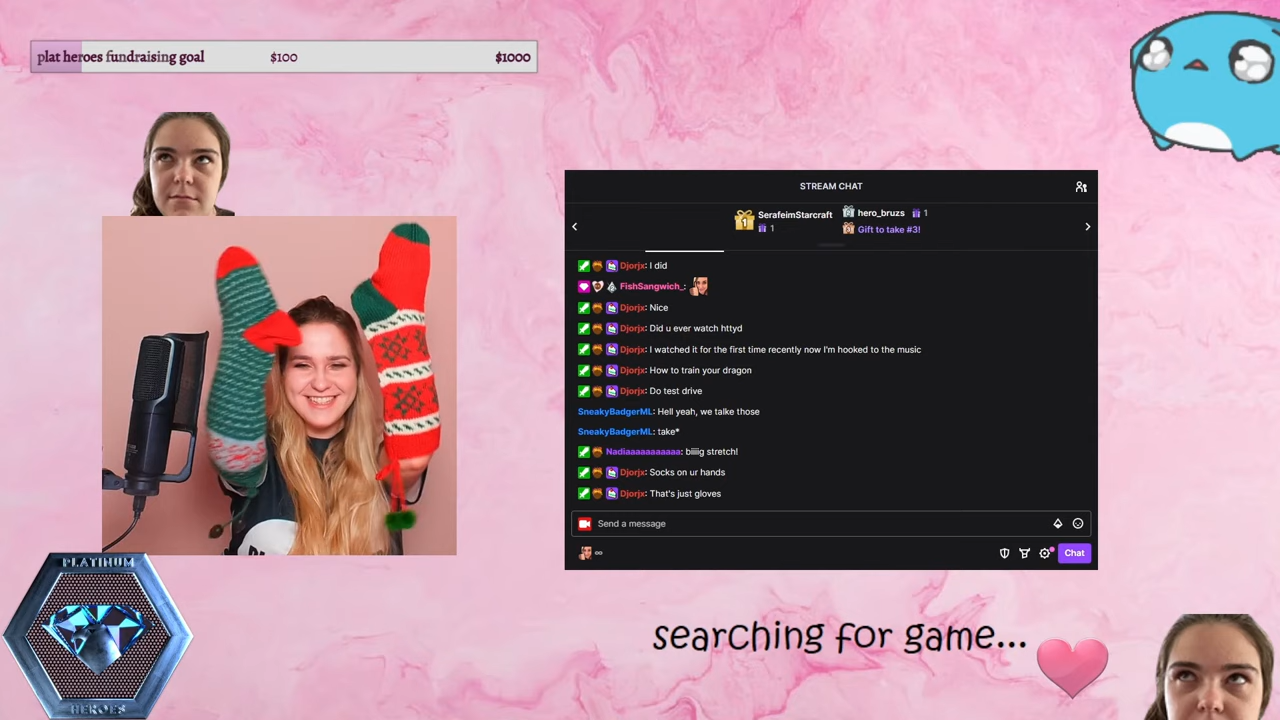 plat heroes fundraising goal $100 $1000
STREAM CHAT
1 SerafeimStarcraft 1
2 hero_bruzs 1
3 Gift to take #3!
Djorjx: I did
FishSangwich_:
Djorjx: Nice
Djorjx: Did u ever watch httyd
Djorjx: I watched it for the first time recently now I'm hooked to the music
Djorjx: How to train your dragon
Djorjx: Do test drive
SneakyBadgerML: Hell yeah, we talke those
SneakyBadgerML: take*
Nadiaaaaaaaaaaa: biiiig stretch!
Djorjx: Socks on ur hands
Djorjx: That's just gloves
Send a message
∞
Chat
PLATINUM
HEROES
searching for game...